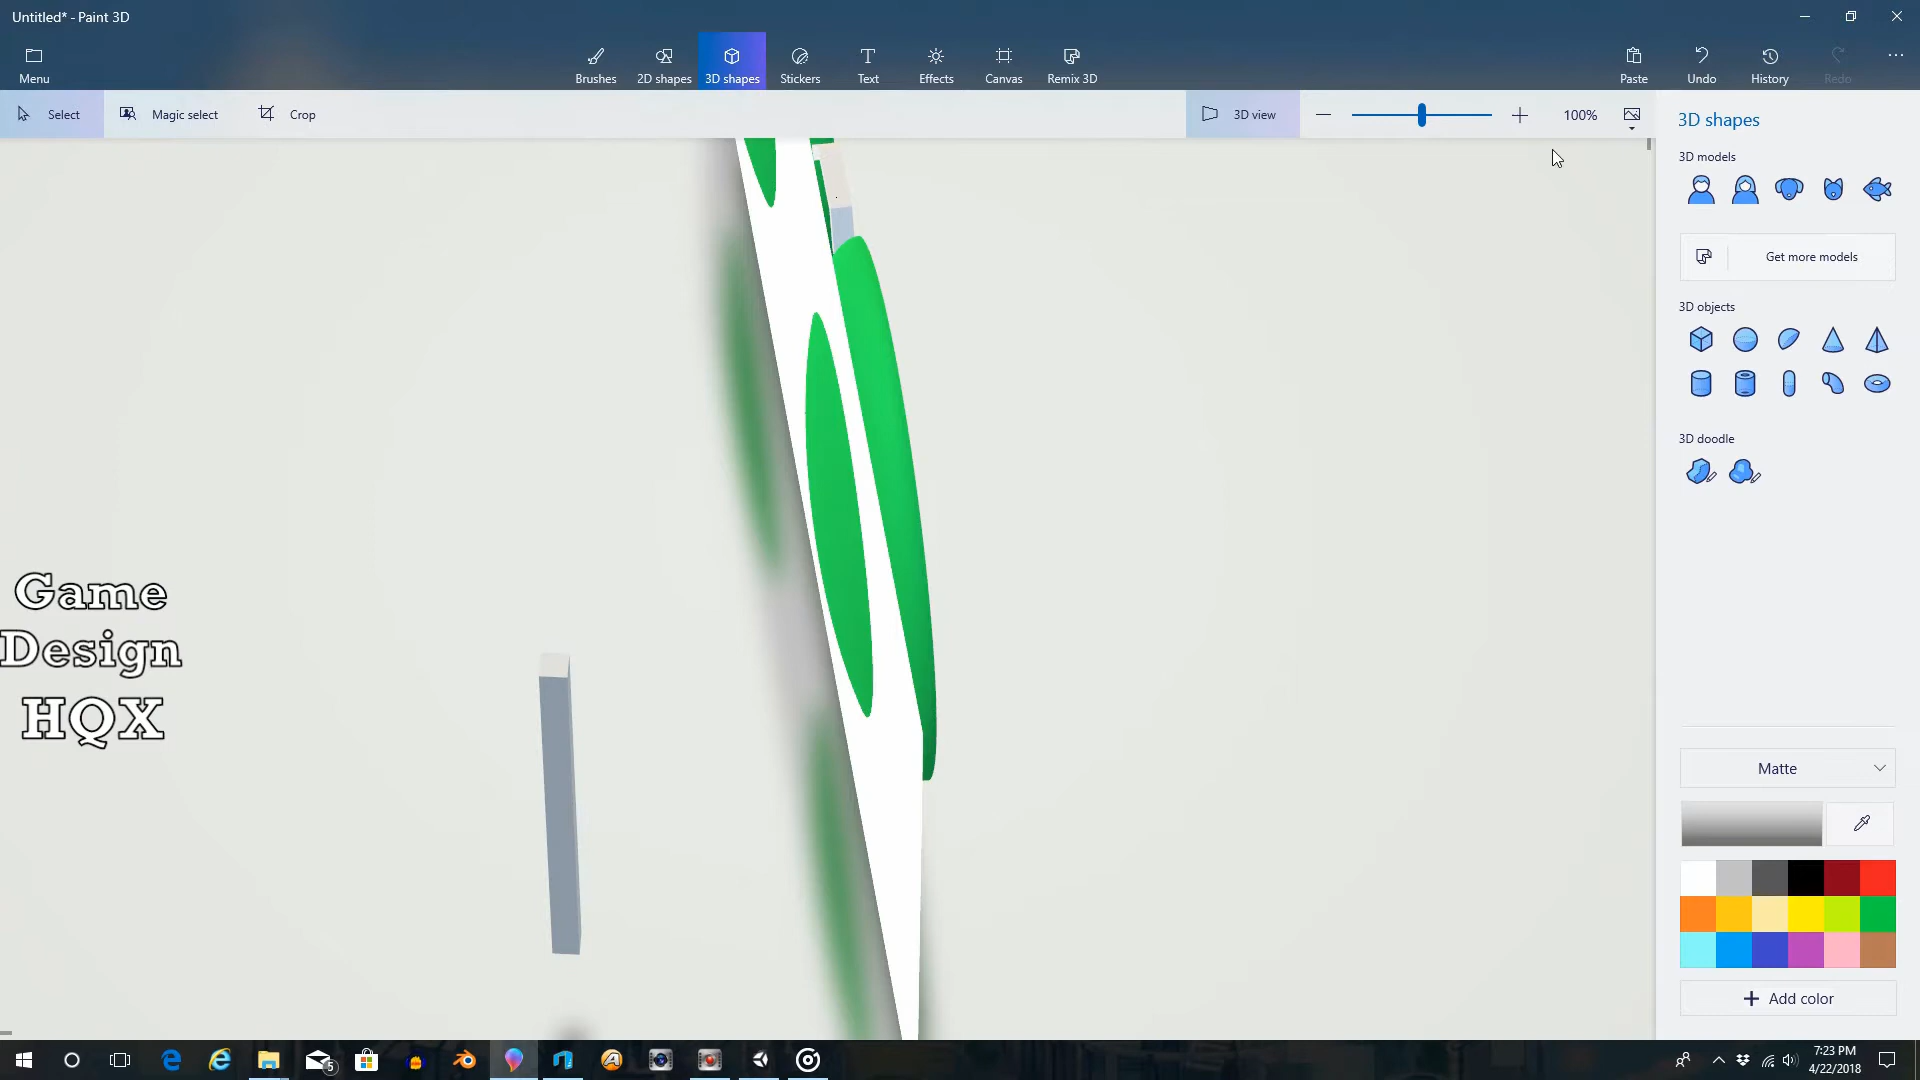 Untitled* - Paint 3D
Menu
Brushes
2D shapes
3D shapes
Stickers
Text
Effects
Canvas
Remix 3D
Paste
Undo
History
Redo
Select
Magic select
Crop
3D view
100%
3D shapes
3D models
Get more models
3D objects
3D doodle
Game
Design
HQX
Matte
Add color
5
7:23 PM
4/22/2018